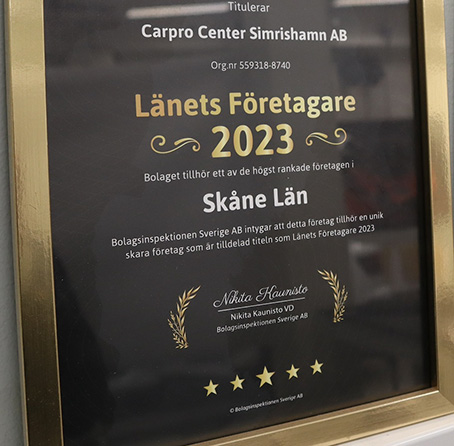 Titulerar
Carpro Center Simrishamn AB
Org.nr 559318-8740
Länets Företagare
2023
Bolaget tillhör ett av de högst rankade företagen i
Skåne Län
Bolagsinspektionen Sverige AB intygar att detta företag tillhör en unik
skara företag som är tilldelad titeln som Länets Företagare 2023
Nikita Kaunisto
Nikita Kaunisto VD
Bolagsinspektionen Sverige AB
© Bolagsinspektionen Sverige AB